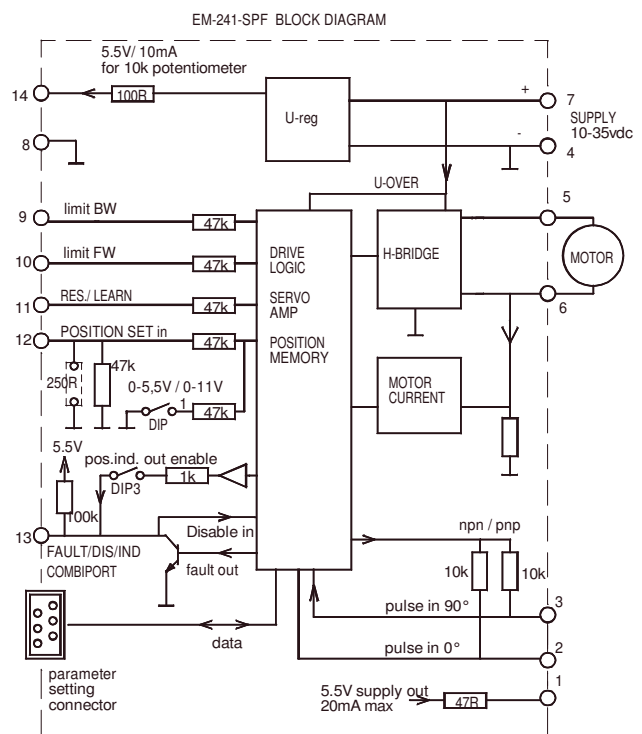 EM-241-SPF BLOCK DIAGRAM
5.5V/ 10mA
for 10k potentiometer
14
100R
U-reg
+
7
SUPPLY
10-35vdc
8
-
4
U-OVER
5
9
limit BW
47k
10
limit FW
47k
DRIVE
LOGIC
H-BRIDGE
MOTOR
11
RES./ LEARN
47k
SERVO
AMP
6
12
POSITION SET in
47k
POSITION
MEMORY
250R
47k
0-5,5V / 0-11V
1
DIP
47k
MOTOR
CURRENT
5.5V
pos.ind. out enable
DIP3
1k
100k
13
Disable in
npn / pnp
FAULT/DIS/IND
COMBIPORT
fault out
10k
10k
pulse in 90°
3
data
pulse in 0°
2
parameter
setting
connector
5.5V supply out
20mA max
47R
1